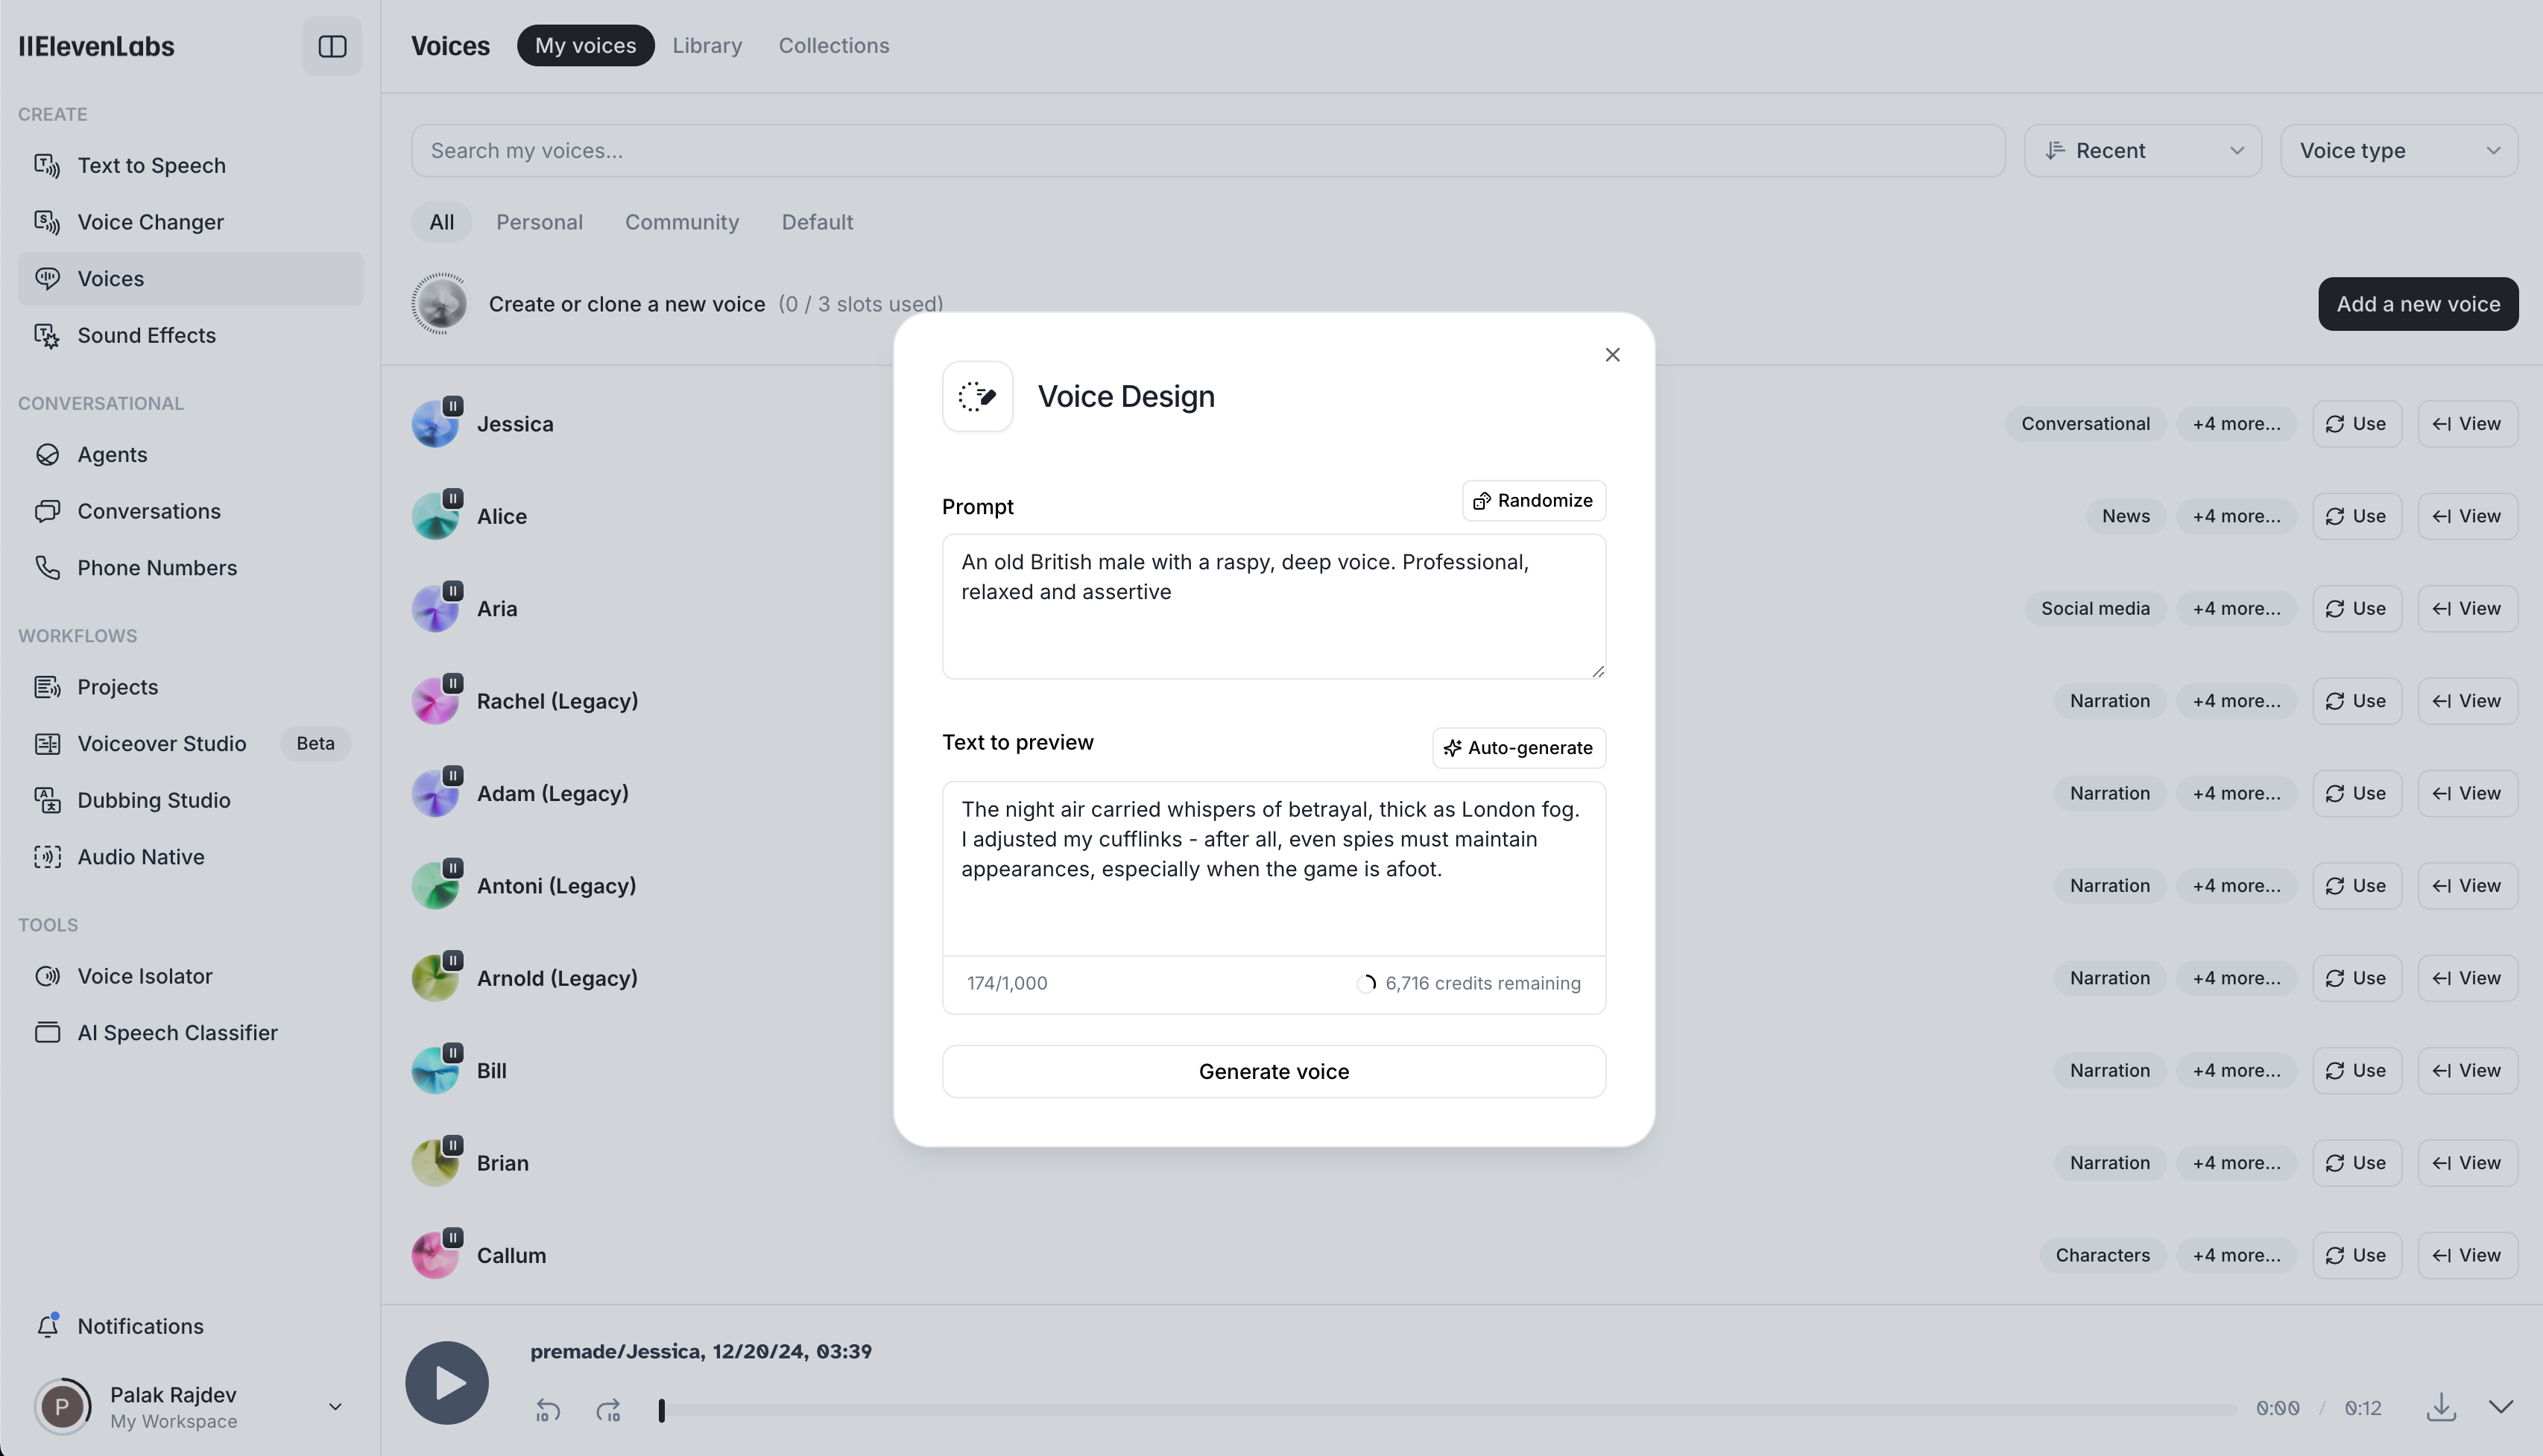 IIElevenLabs
CREATE
Text to Speech
Voice Changer
Voices
Sound Effects
CONVERSATIONAL
Agents
Conversations
Phone Numbers
WORKFLOWS
Projects
Voiceover Studio Beta
Dubbing Studio
Audio Native
TOOLS
Voice Isolator
AI Speech Classifier
Notifications
P
Palak Rajdev
My Workspace
Voices My voices Library Collections
Search my voices... Recent Voice type
All Personal Community Default
Create or clone a new voice (0 / 3 slots used) Add a new voice
Jessica Conversational +4 more... Use View
Alice News +4 more... Use View
Aria Social media +4 more... Use View
Rachel (Legacy) Narration +4 more... Use View
Adam (Legacy) Narration +4 more... Use View
Antoni (Legacy) Narration +4 more... Use View
Arnold (Legacy) Narration +4 more... Use View
Bill Narration +4 more... Use View
Brian Narration +4 more... Use View
Callum Characters +4 more... Use View
Voice Design
Prompt Randomize
An old British male with a raspy, deep voice. Professional,
relaxed and assertive
Text to preview Auto-generate
The night air carried whispers of betrayal, thick as London fog.
I adjusted my cufflinks - after all, even spies must maintain
appearances, especially when the game is afoot.
174/1,000 6,716 credits remaining
Generate voice
premade/Jessica, 12/20/24, 03:39
10 10 0:00 / 0:12